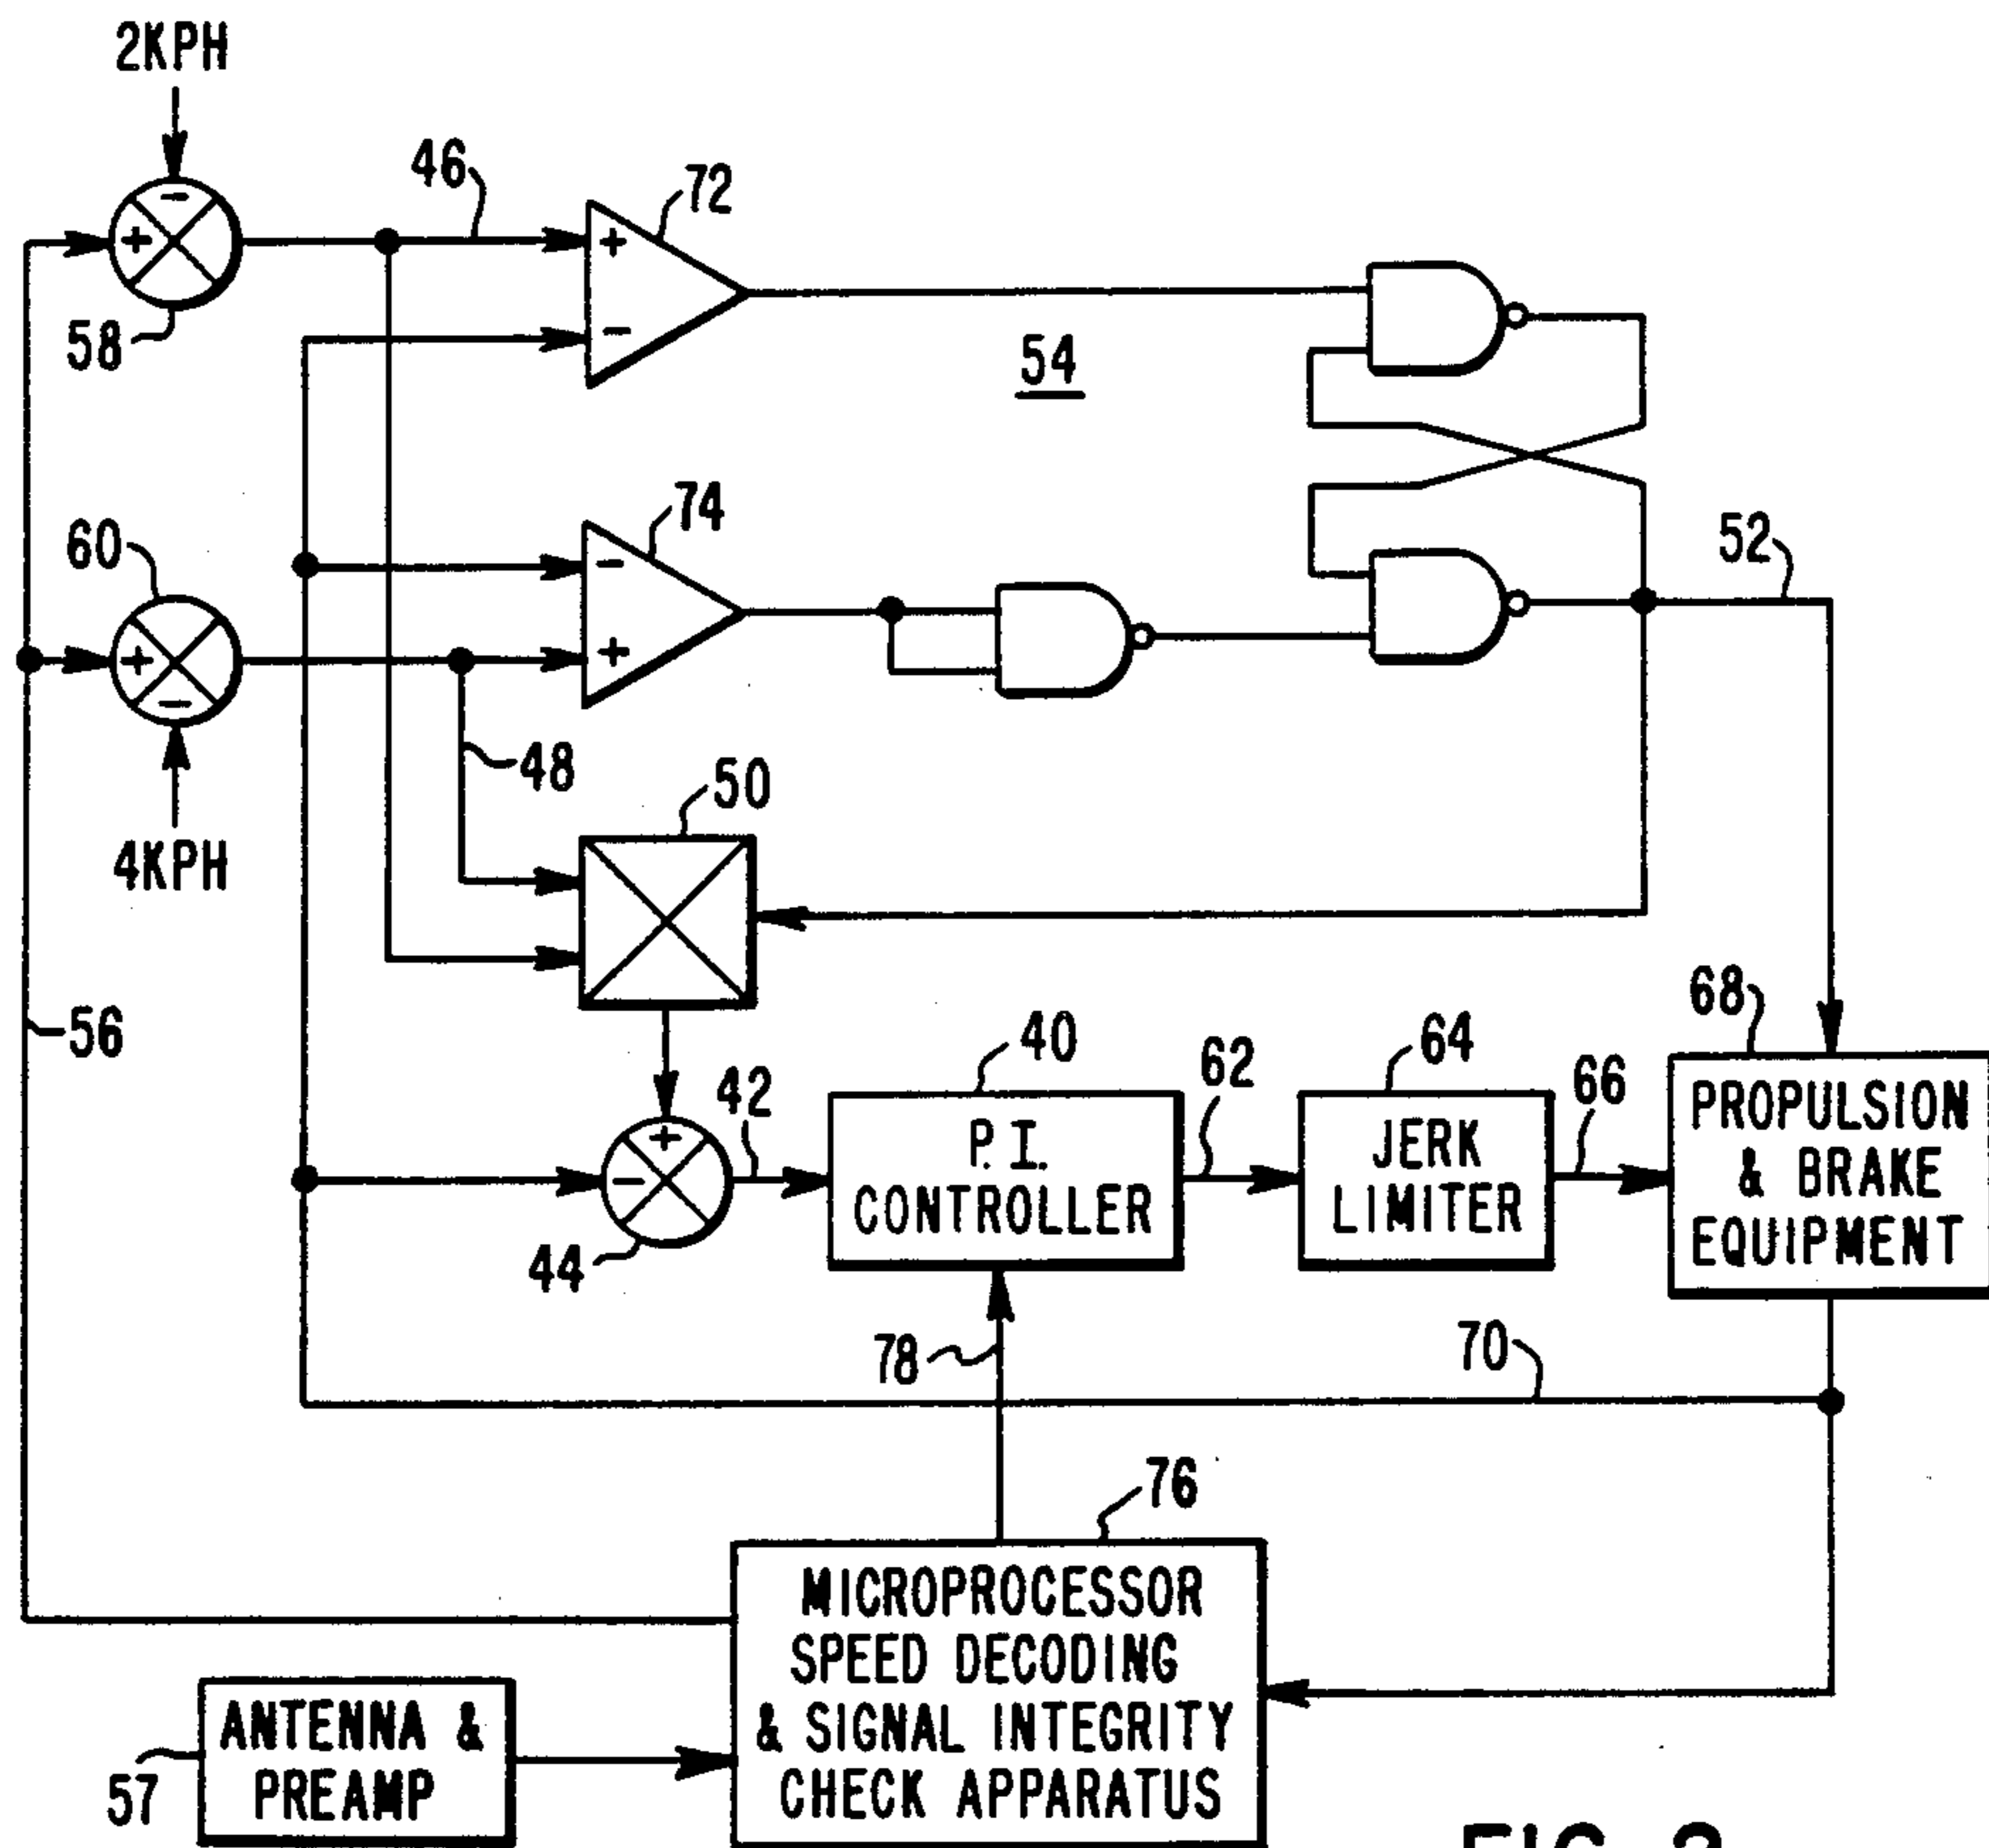 2KPH
46
72
+
-
+
-
58
54
60
74
-
+
+
-
52
4KPH
48
50
56
68
40
64
42
62
66
+
-
P.I.
CONTROLLER
JERK
LIMITER
PROPULSION
& BRAKE
EQUIPMENT
44
78
70
76
MICROPROCESSOR
SPEED DECODING
& SIGNAL INTEGRITY
CHECK APPARATUS
ANTENNA &
PREAMP
57